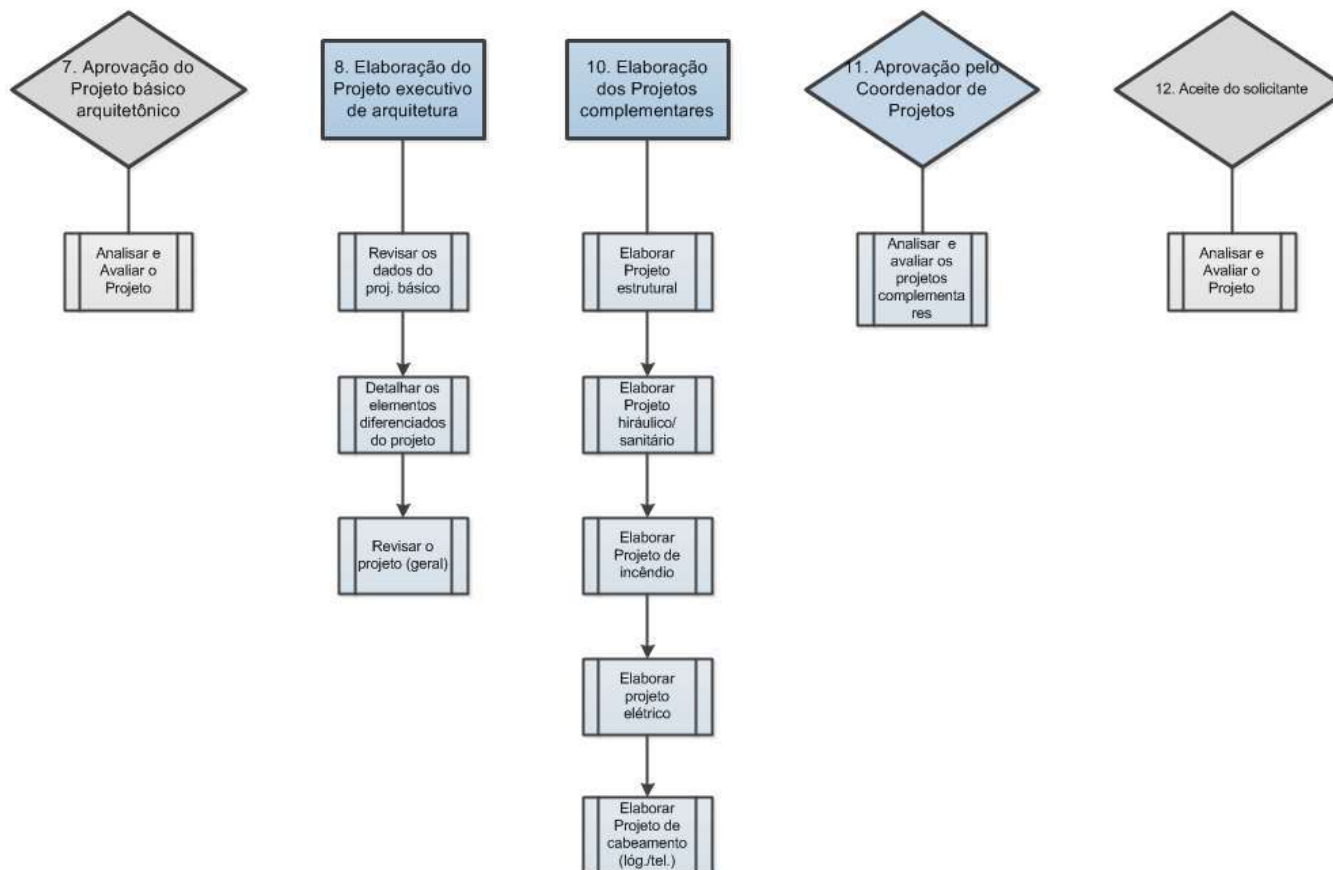 7. Aprovação do
Projeto básico
arquitetônico
8. Elaboração do
Projeto executivo
de arquitetura
10. Elaboração
dos Projetos
complementares
11. Aprovação pelo
Coordenador de
Projetos
12. Aceite do solicitante
Analisar e
Avaliar o
Projeto
Revisar os
dados do
proj. básico
Elaborar
Projeto
estrutural
Analisar e
avaliar os
projetos
complementa
res
Analisar e
Avaliar o
Projeto
Detalhar os
elementos
diferenciados
do projeto
Elaborar
Projeto
hiráulico/
sanitário
Revisar o
projeto (geral)
Elaborar
Projeto de
incêndio
Elaborar
projeto
elétrico
Elaborar
Projeto de
cabeamento
(lóg./tel.)